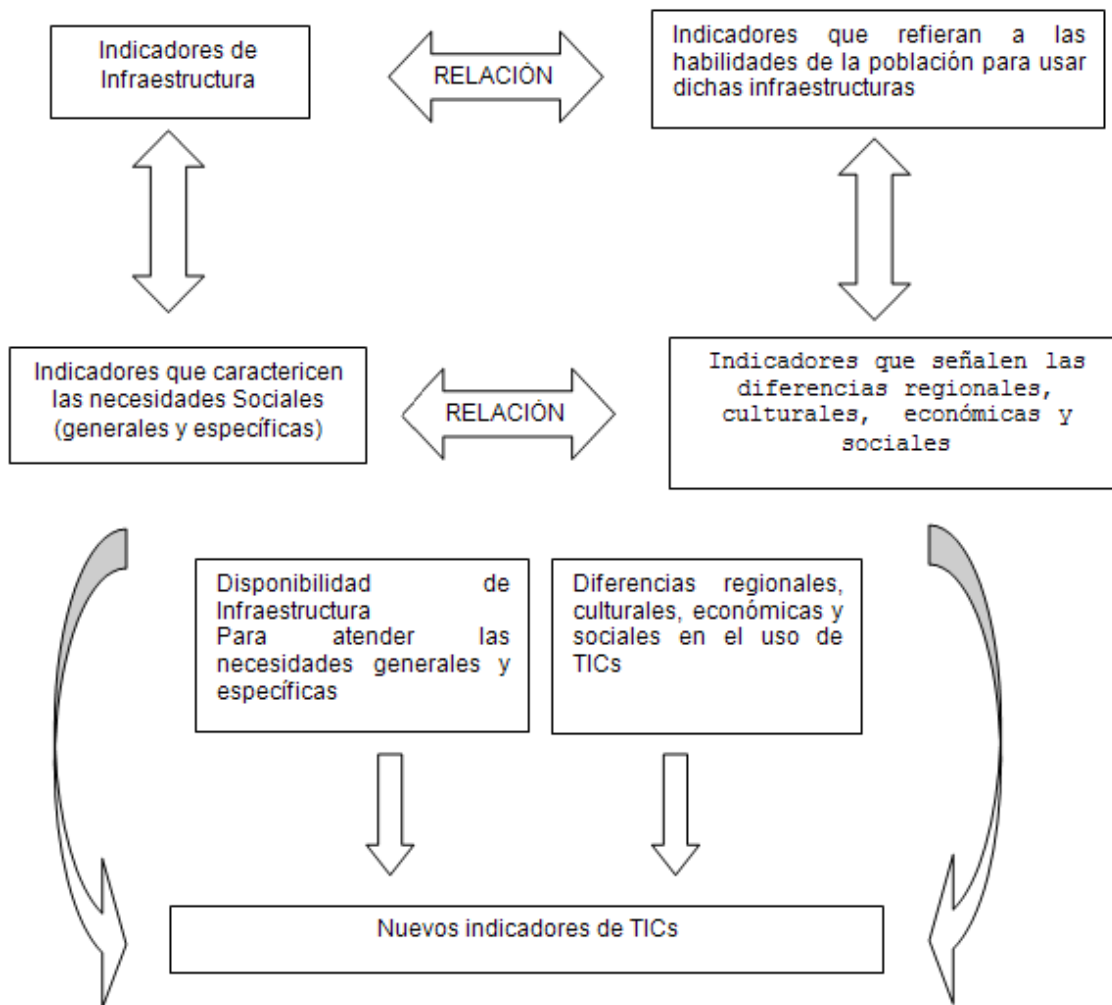 Indicadores de
Infraestructura
RELACIÓN
Indicadores que refieran a las
habilidades de la población para usar
dichas infraestructuras
Indicadores que caractericen
las necesidades Sociales
(generales y específicas)
RELACIÓN
Indicadores que señalen las
diferencias regionales,
culturales, económicas y
sociales
Disponibilidad de
Infraestructura
Para atender las
necesidades generales y
específicas
Diferencias regionales,
culturales, económicas y
sociales en el uso de
TICs
Nuevos indicadores de TICs